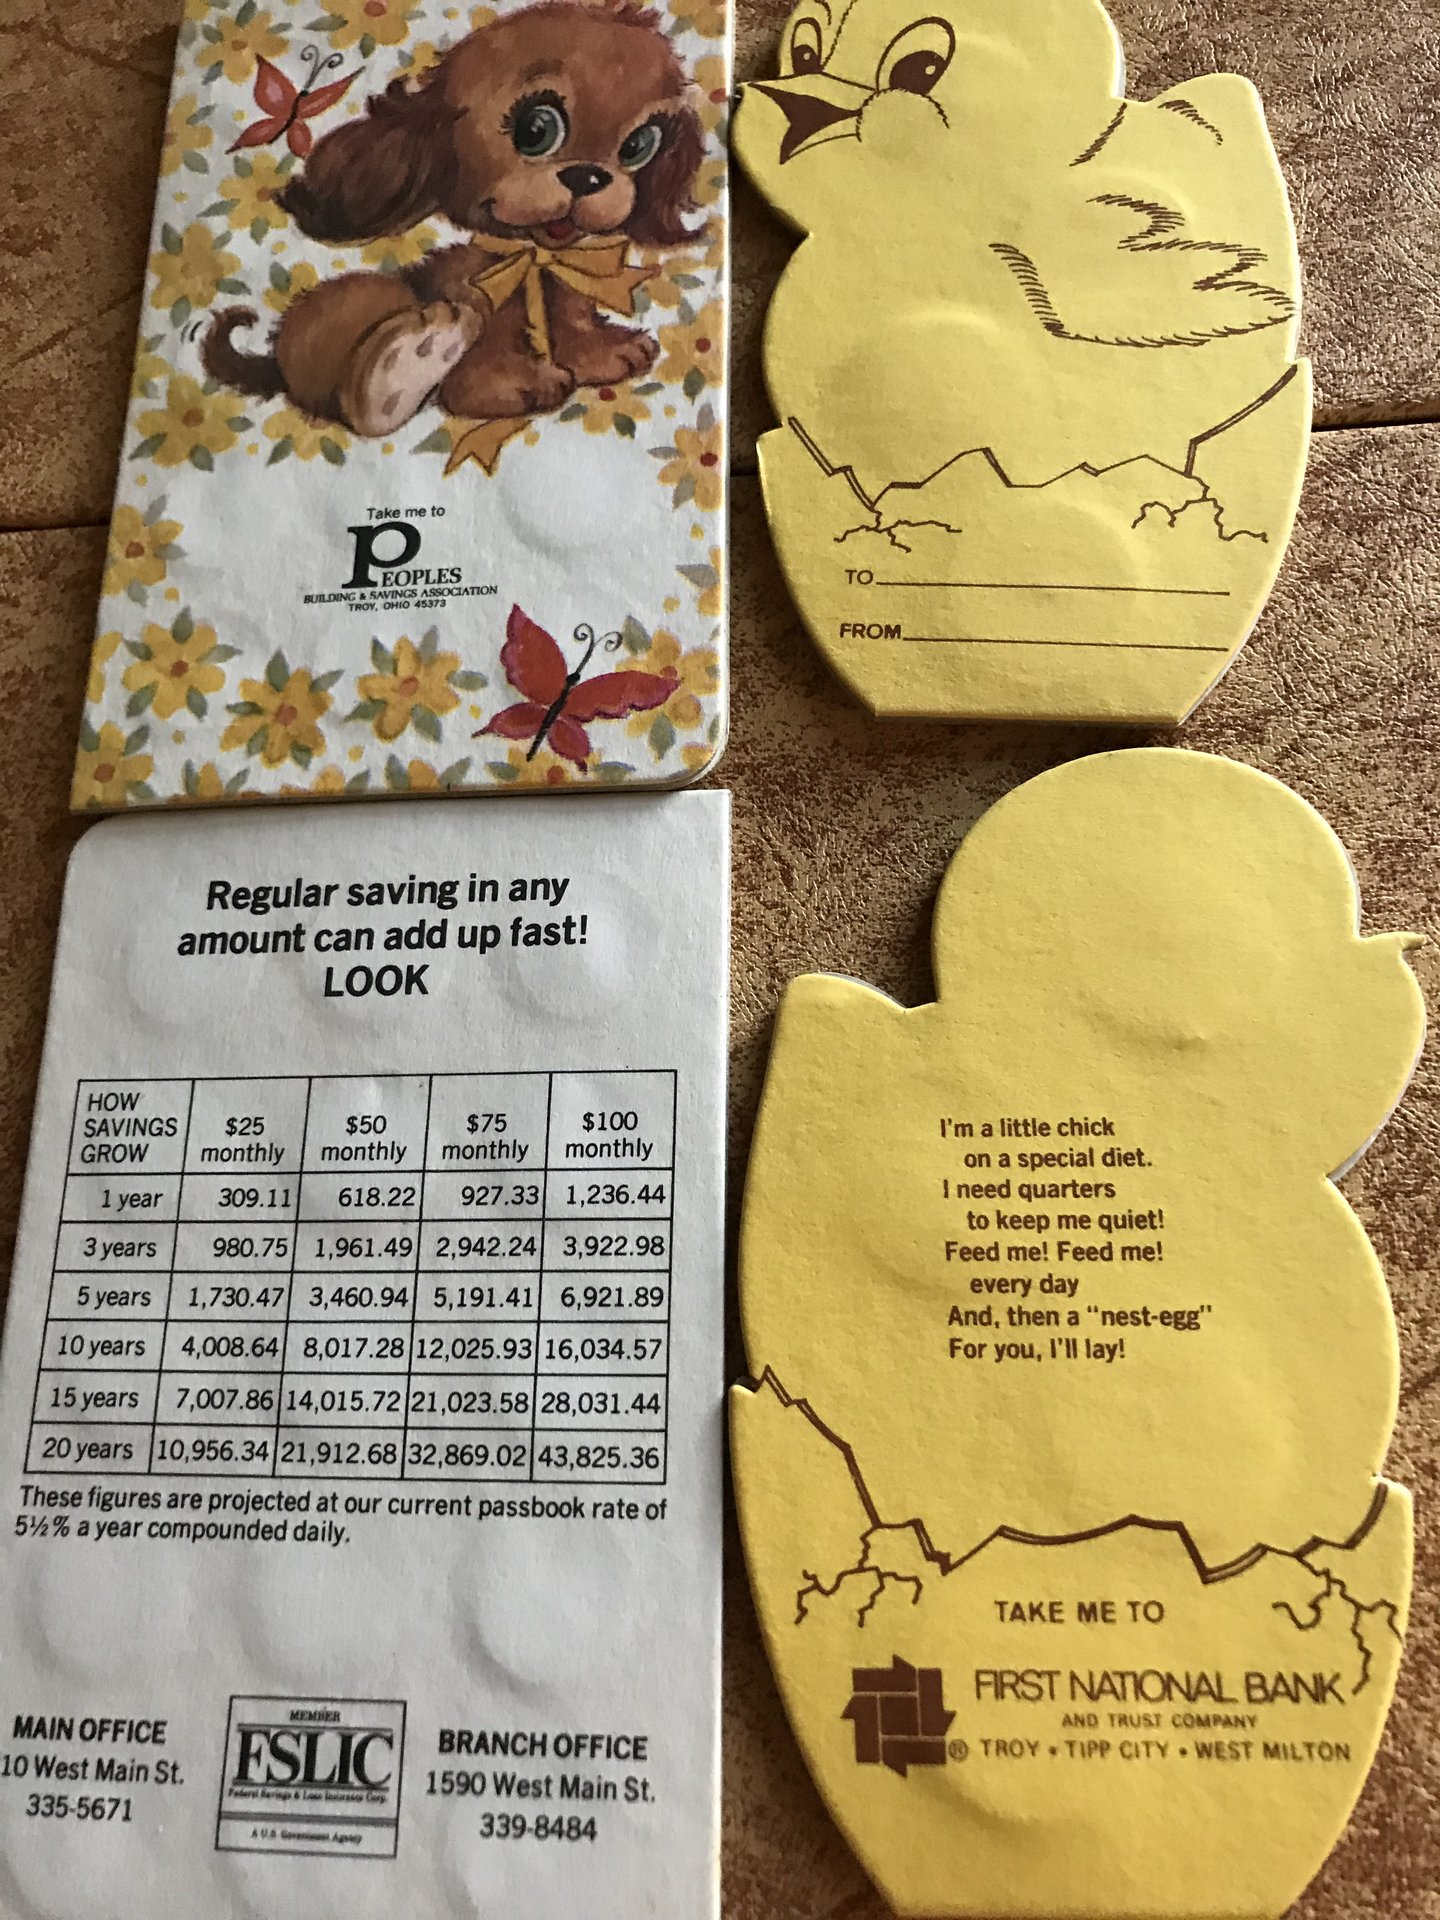 Take me to
PEOPLES
BUILDING & SAVINGS ASSOCIATION
TROY, OHIO 45373
TO
FROM
Regular saving in any
amount can add up fast!
LOOK
HOW SAVINGS GROW $25 monthly $50 monthly $75 monthly $100 monthly
1 year 309.11 618.22 927.33 1,236.44
3 years 980.75 1,961.49 2,942.24 3,922.98
5 years 1,730.47 3,460.94 5,191.41 6,921.89
10 years 4,008.64 8,017.28 12,025.93 16,034.57
15 years 7,007.86 14,015.72 21,023.58 28,031.44
20 years 10,956.34 21,912.68 32,869.02 43,825.36
These figures are projected at our current passbook rate of
5½% a year compounded daily.
MAIN OFFICE
10 West Main St.
335-5671
MEMBER
FSLIC
Federal Savings & Loan Insurance Corp.
A U.S. Government Agency
BRANCH OFFICE
1590 West Main St.
339-8484
I'm a little chick
on a special diet.
I need quarters
to keep me quiet!
Feed me! Feed me!
every day
And, then a "nest-egg"
For you, I'll lay!
TAKE ME TO
FIRST NATIONAL BANK
AND TRUST COMPANY
® TROY • TIPP CITY • WEST MILTON